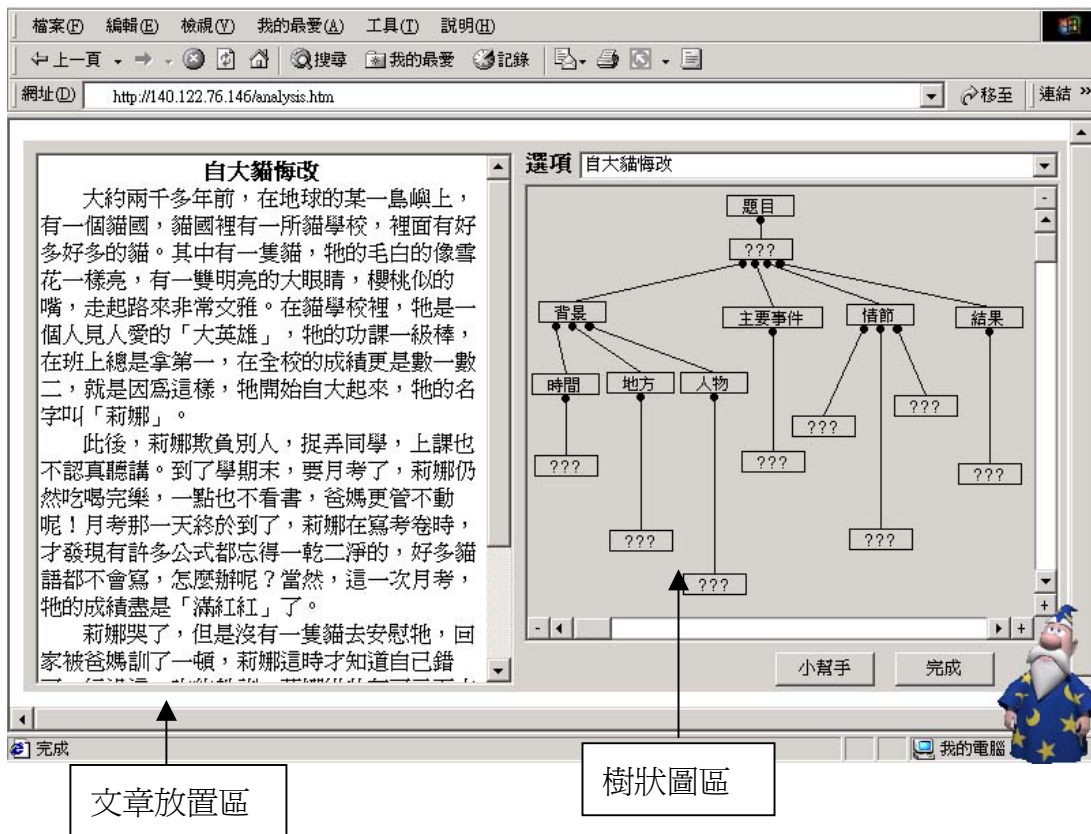 檔案(F) 編輯(E) 檢視(V) 我的最愛(A) 工具(T) 說明(H)
上一頁 搜尋 我的最愛 記錄
網址(D) http://140.122.76.146/analysis.htm 移至 連結 »
自大貓悔改
大約兩千多年前，在地球的某一島嶼上，
有一個貓國，貓國裡有一所貓學校，裡面有好
多好多的貓。其中有一隻貓，牠的毛白的像雪
花一樣亮，有一雙明亮的大眼睛，櫻桃似的
嘴，走起路來非常文雅。在貓學校裡，牠是一
個人見人愛的「大英雄」，牠的功課一級棒，
在班上總是拿第一，在全校的成績更是數一數
二，就是因為這樣，牠開始自大起來，牠的名
字叫「莉娜」。
此後，莉娜欺負別人，捉弄同學，上課也
不認真聽講。到了學期末，要月考了，莉娜仍
然吃喝完樂，一點也不看書，爸媽更管不動
呢！月考那一天終於到了，莉娜在寫考卷時，
才發現有許多公式都忘得一乾二淨的，好多貓
語都不會寫，怎麼辦呢？當然，這一次月考，
牠的成績盡是「滿江紅」了。
莉娜哭了，但是沒有一隻貓去安慰牠，回
家被爸媽訓了一頓，莉娜這時才知道自己錯
選項 自大貓悔改
題目
???
背景 主要事件 情節 結果
時間 地方 人物
???
???
??? ??? ???
??? ???
???
小幫手 完成
完成 我的電腦
文章放置區
樹狀圖區